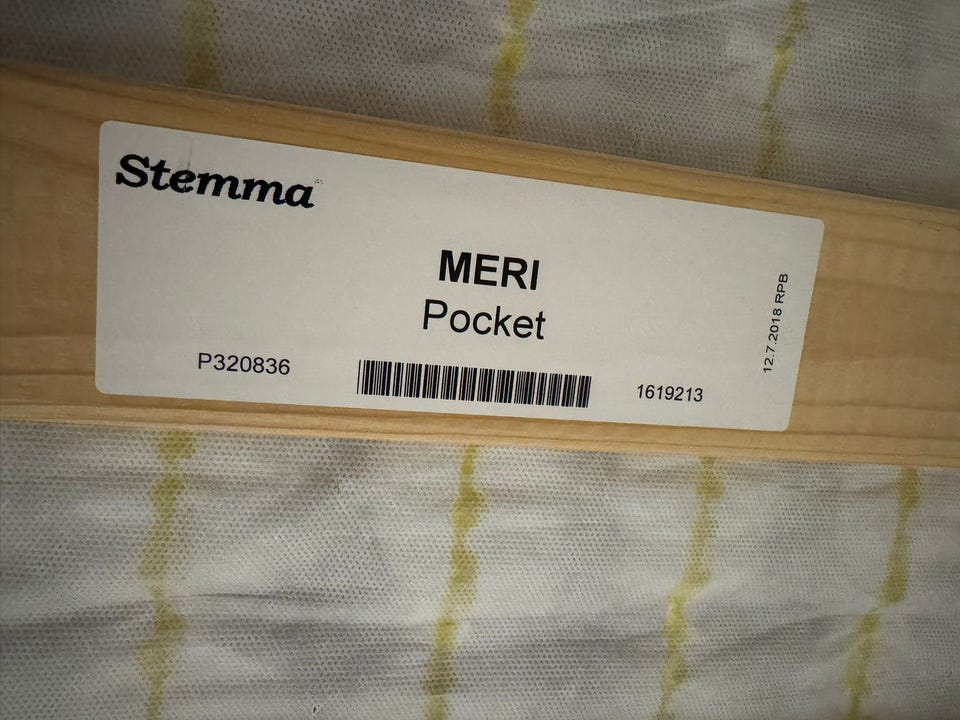 Stemma
MERI
Pocket
P320836
1619213
12.7.2018 RPB